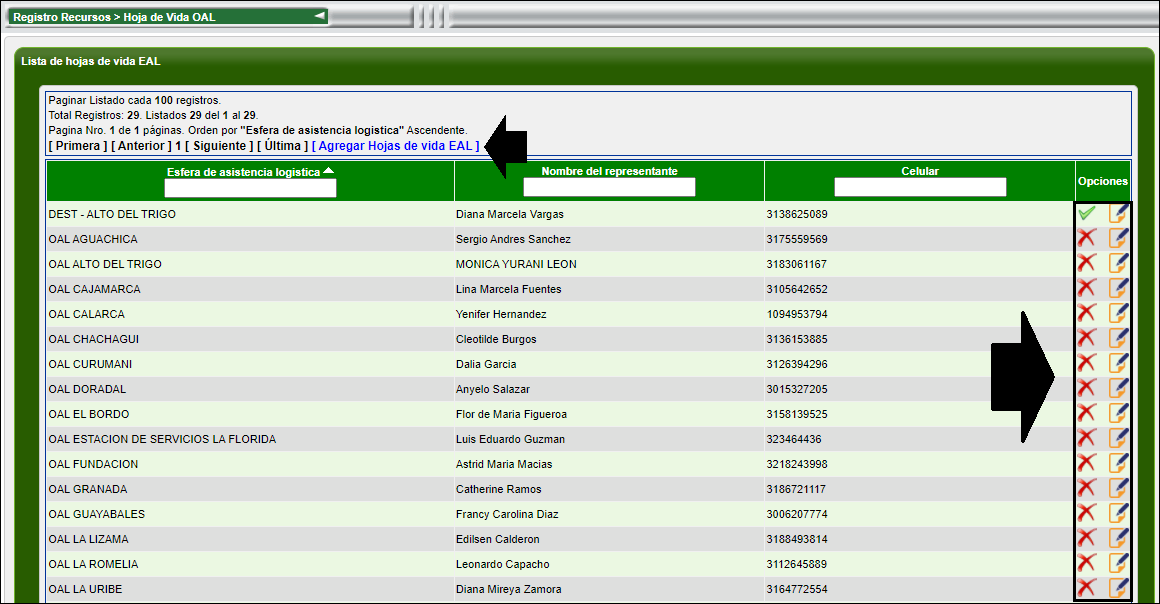 Registro Recursos > Hoja de Vida OAL
Lista de hojas de vida EAL
Paginar Listado cada 100 registros.
Total Registros: 29. Listados 29 del 1 al 29.
Pagina Nro. 1 de 1 páginas. Orden por "Esfera de asistencia logistica" Ascendente.
[ Primera ] [ Anterior ] 1 [ Siguiente ] [ Última ] [ Agregar Hojas de vida EAL ]
Esfera de asistencia logistica Nombre del representante Celular Opciones
DEST - ALTO DEL TRIGO Diana Marcela Vargas 3138625089
OAL AGUACHICA Sergio Andres Sanchez 3175559569
OAL ALTO DEL TRIGO MONICA YURANI LEON 3183061167
OAL CAJAMARCA Lina Marcela Fuentes 3105642652
OAL CALARCA Yenifer Hernandez 1094953794
OAL CHACHAGUI Cleotilde Burgos 3136153885
OAL CURUMANI Dalia Garcia 3126394296
OAL DORADAL Anyelo Salazar 3015327205
OAL EL BORDO Flor de Maria Figueroa 3158139525
OAL ESTACION DE SERVICIOS LA FLORIDA Luis Eduardo Guzman 323464436
OAL FUNDACION Astrid Maria Macias 3218243998
OAL GRANADA Catherine Ramos 3186721117
OAL GUAYABALES Francy Carolina Diaz 3006207774
OAL LA LIZAMA Edilsen Calderon 3188493814
OAL LA ROMELIA Leonardo Capacho 3112645889
OAL LA URIBE Diana Mireya Zamora 3164772554